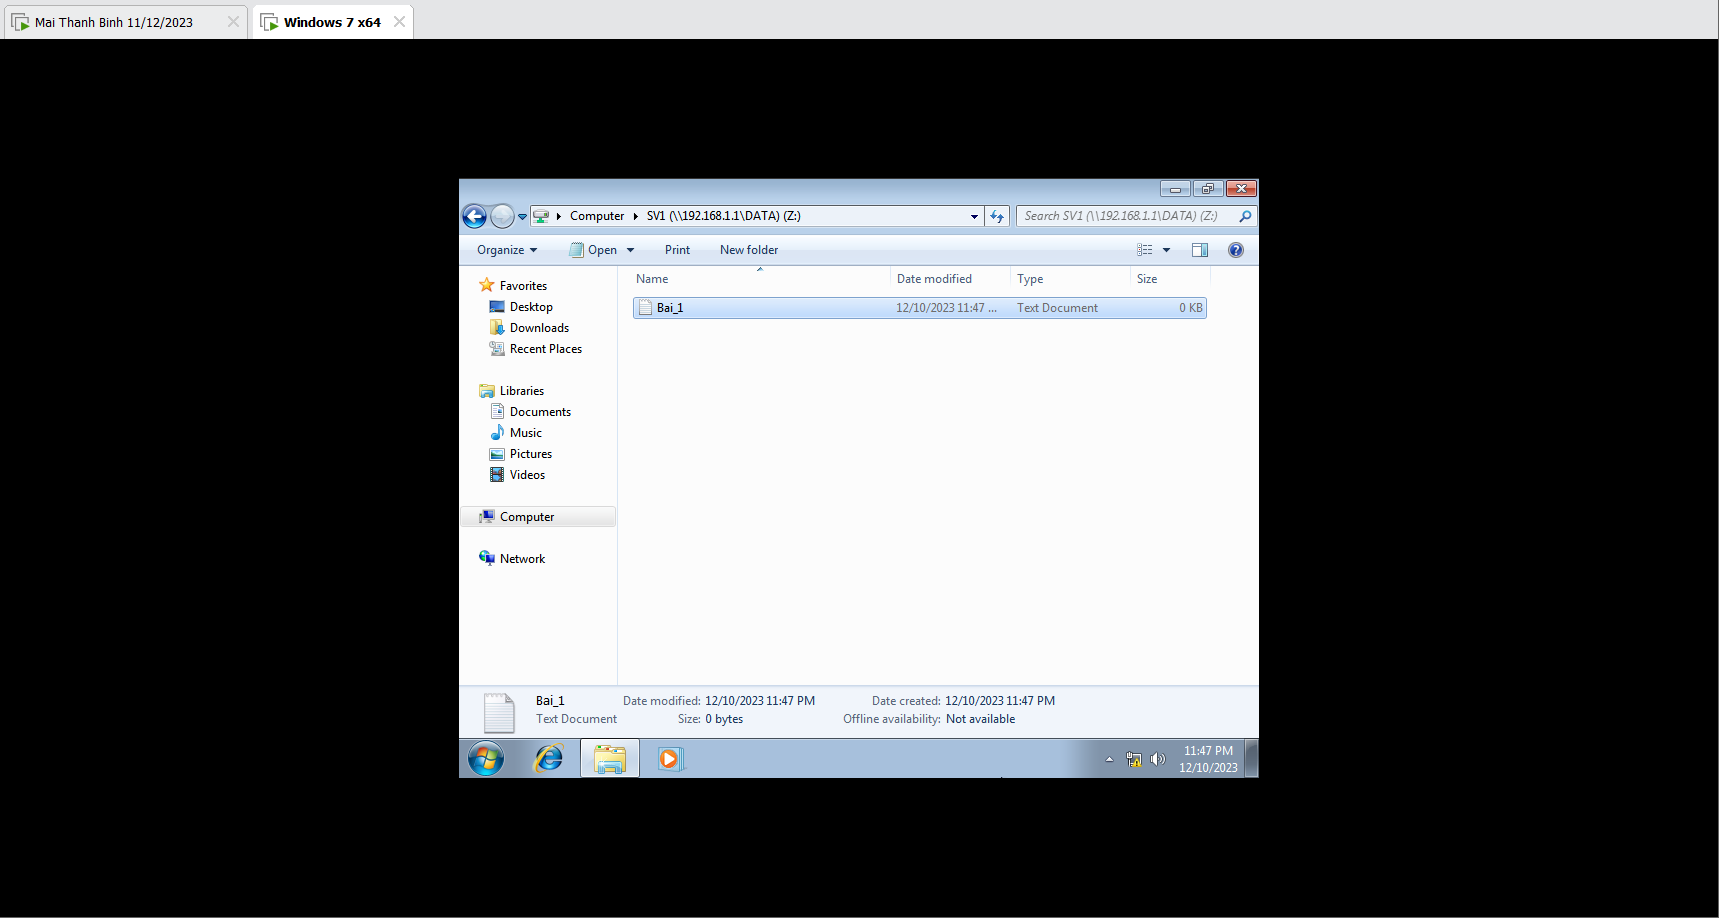 Mai Thanh Binh 11/12/2023
Windows 7 x64
Computer SV1 (\\192.168.1.1\DATA) (Z:)
Search SV1 (\\192.168.1.1\DATA) (Z:)
Organize Open Print New folder
Name Date modified Type Size
Bai_1 12/10/2023 11:47 ... Text Document 0 KB
Favorites
Desktop
Downloads
Recent Places
Libraries
Documents
Music
Pictures
Videos
Computer
Network
Bai_1 Date modified: 12/10/2023 11:47 PM Date created: 12/10/2023 11:47 PM
Text Document Size: 0 bytes Offline availability: Not available
11:47 PM
12/10/2023